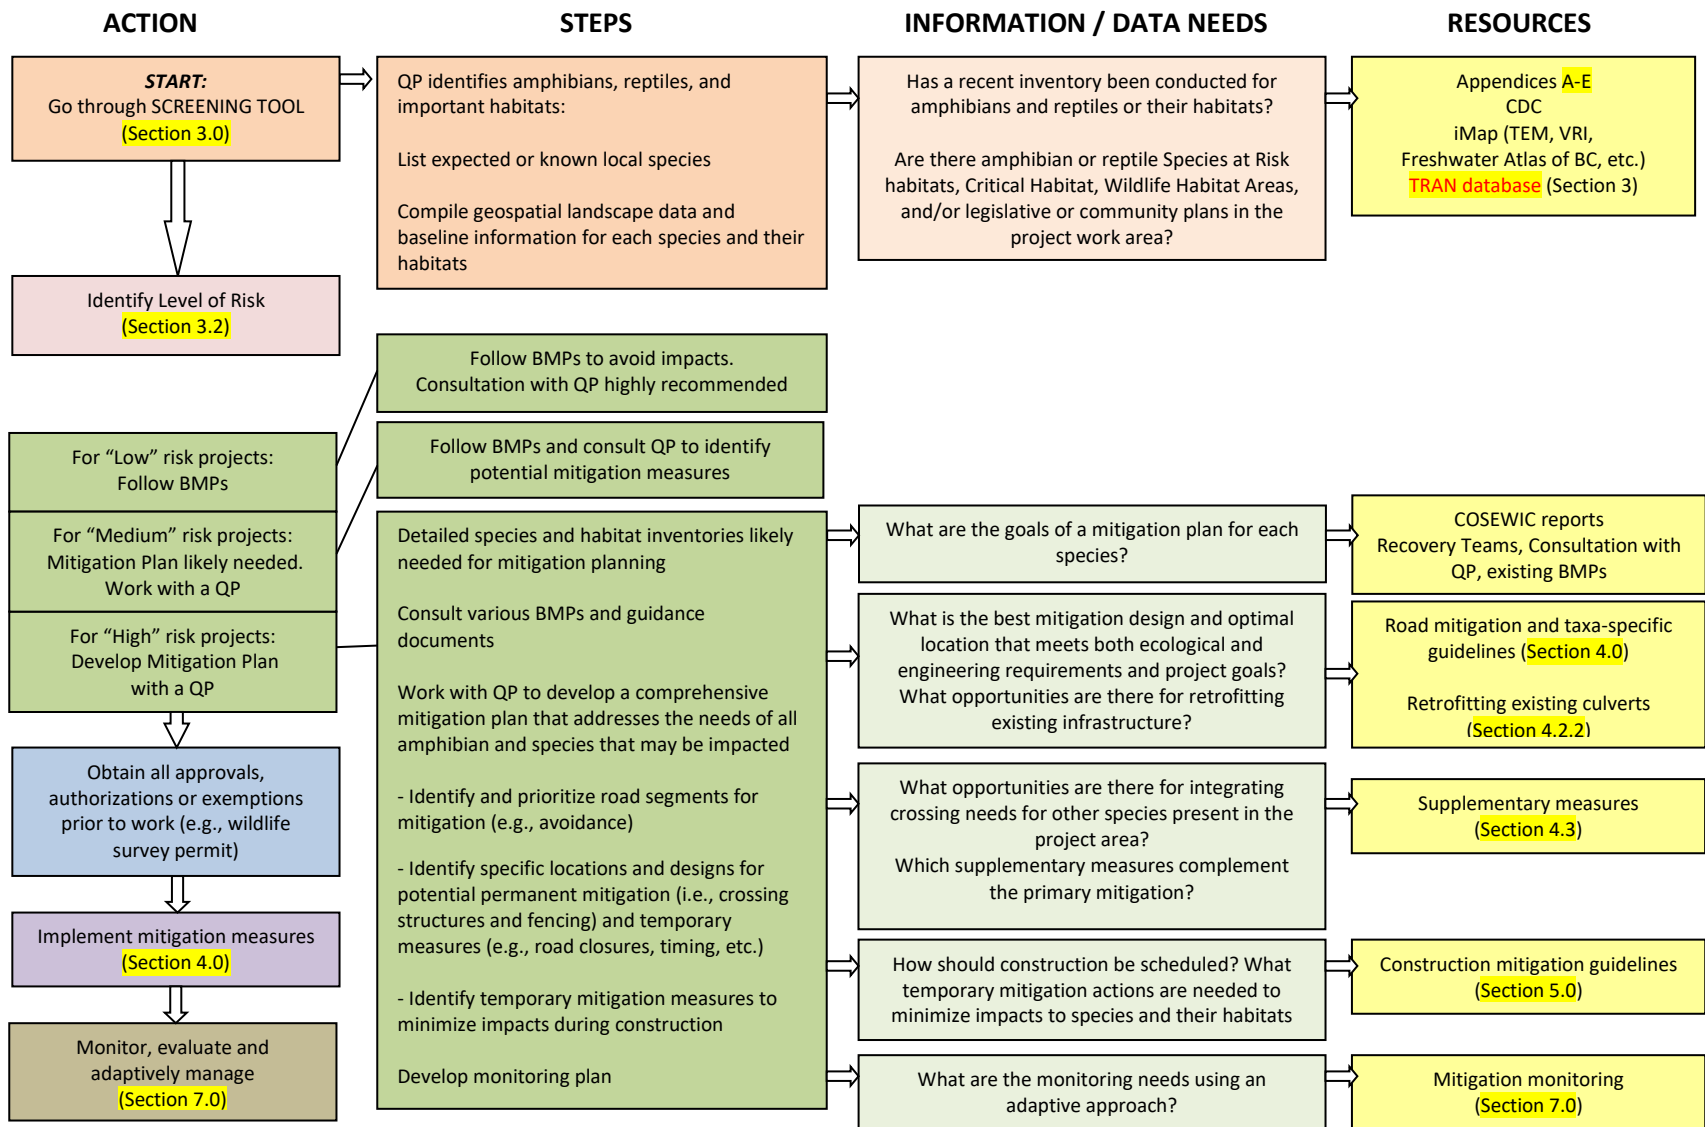 ACTION
STEPS
INFORMATION / DATA NEEDS
RESOURCES
START:
Go through SCREENING TOOL
(Section 3.0)
QP identifies amphibians, reptiles, and
important habitats:
List expected or known local species
Compile geospatial landscape data and
baseline information for each species and their
habitats
Has a recent inventory been conducted for
amphibians and reptiles or their habitats?
Are there amphibian or reptile Species at Risk
habitats, Critical Habitat, Wildlife Habitat Areas,
and/or legislative or community plans in the
project work area?
Appendices A-E
CDC
iMap (TEM, VRI,
Freshwater Atlas of BC, etc.)
TRAN database (Section 3)
Identify Level of Risk
(Section 3.2)
Follow BMPs to avoid impacts.
Consultation with QP highly recommended
Follow BMPs and consult QP to identify
potential mitigation measures
For “Low” risk projects:
Follow BMPs
For “Medium” risk projects:
Mitigation Plan likely needed.
Work with a QP
For “High” risk projects:
Develop Mitigation Plan
with a QP
Obtain all approvals,
authorizations or exemptions
prior to work (e.g., wildlife
survey permit)
Implement mitigation measures
(Section 4.0)
Monitor, evaluate and
adaptively manage
(Section 7.0)
Detailed species and habitat inventories likely
needed for mitigation planning
Consult various BMPs and guidance
documents
Work with QP to develop a comprehensive
mitigation plan that addresses the needs of all
amphibian and species that may be impacted
- Identify and prioritize road segments for
mitigation (e.g., avoidance)
- Identify specific locations and designs for
potential permanent mitigation (i.e., crossing
structures and fencing) and temporary
measures (e.g., road closures, timing, etc.)
- Identify temporary mitigation measures to
minimize impacts during construction
Develop monitoring plan
What are the goals of a mitigation plan for each
species?
COSEWIC reports
Recovery Teams, Consultation with
QP, existing BMPs
What is the best mitigation design and optimal
location that meets both ecological and
engineering requirements and project goals?
What opportunities are there for retrofitting
existing infrastructure?
Road mitigation and taxa-specific
guidelines (Section 4.0)
Retrofitting existing culverts
(Section 4.2.2)
What opportunities are there for integrating
crossing needs for other species present in the
project area?
Which supplementary measures complement
the primary mitigation?
Supplementary measures
(Section 4.3)
How should construction be scheduled? What
temporary mitigation actions are needed to
minimize impacts to species and their habitats
Construction mitigation guidelines
(Section 5.0)
What are the monitoring needs using an
adaptive approach?
Mitigation monitoring
(Section 7.0)